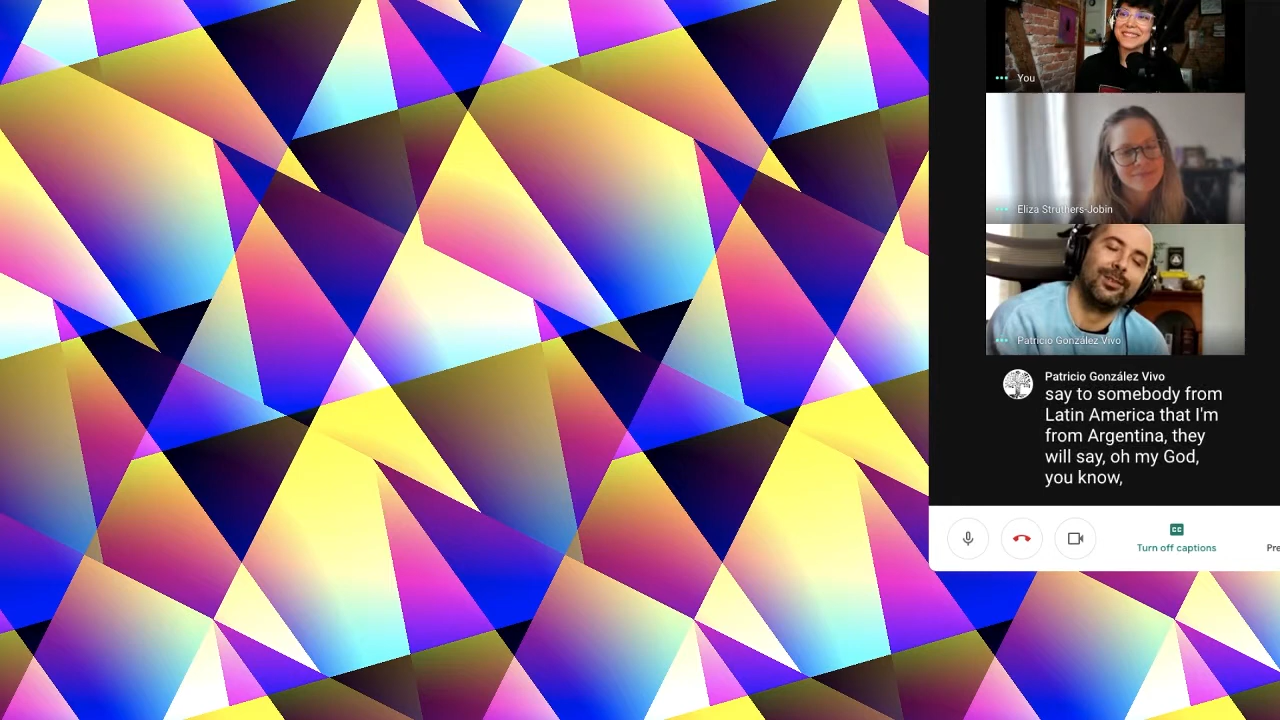 You
Eliza Struthers-Jobin
Patricio González Vivo
Patricio González Vivo
say to somebody from
Latin America that I'm
from Argentina, they
will say, oh my God,
you know,
Turn off captions
Pre